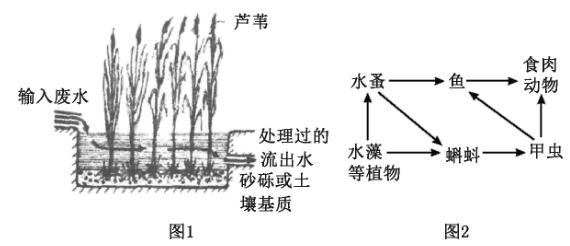 芦苇
输入废水
处理过的
流出水
砂砾或土
壤基质
图1
水蚤
鱼
食肉
动物
水藻
等植物
蝌蚪
甲虫
图2